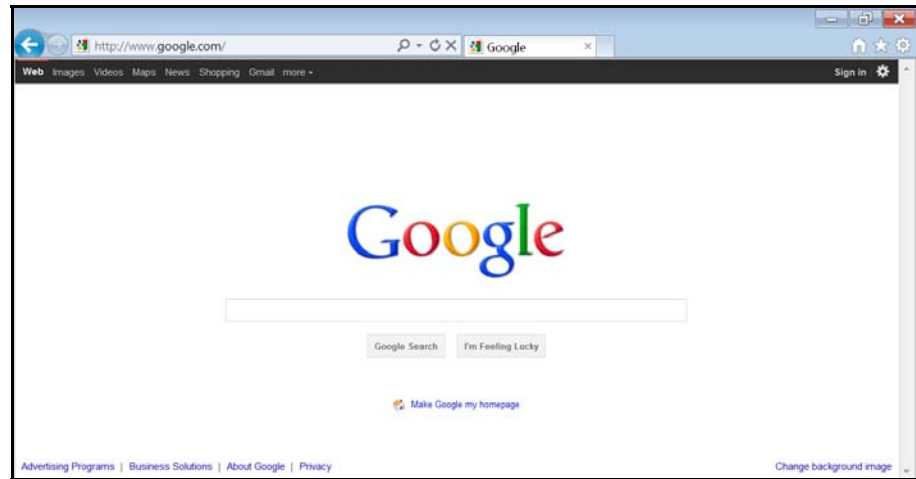 http://www.google.com/ Google
Web Images Videos Maps News Shopping Gmail more Sign in
Google
Google Search I'm Feeling Lucky
Make Google my homepage
Advertising Programs | Business Solutions | About Google | Privacy Change background image